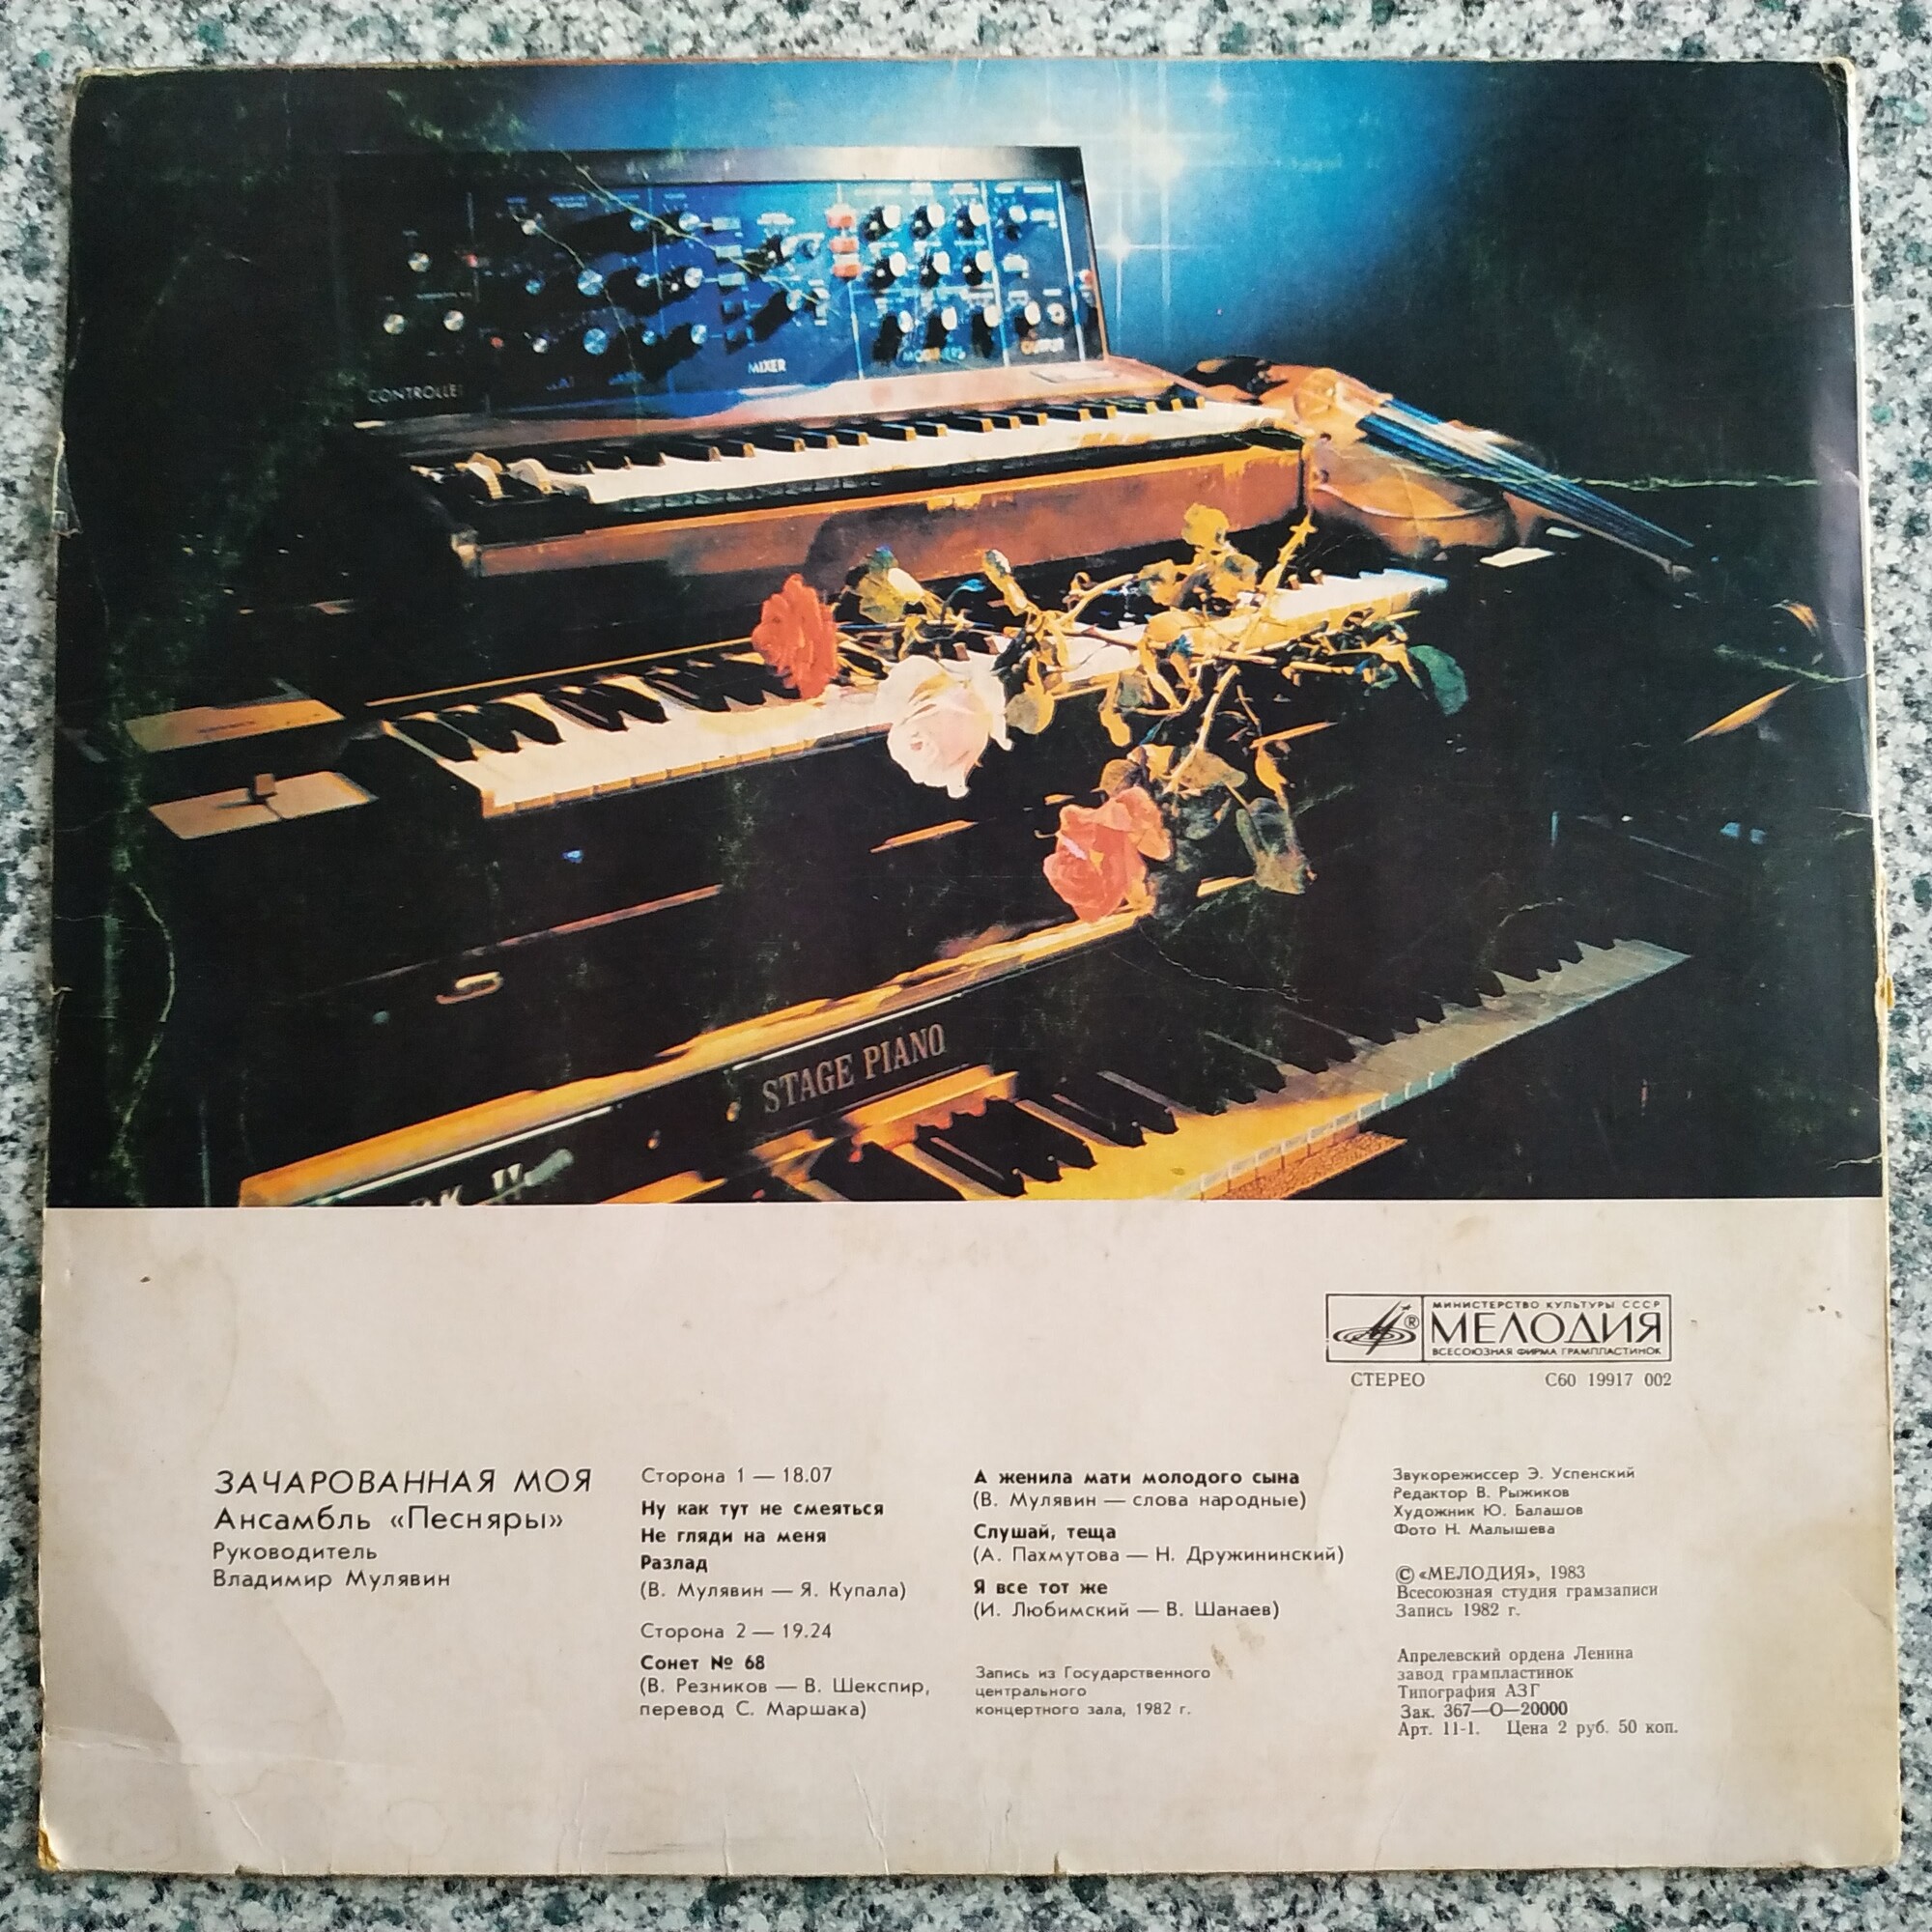 CONTROLLE
MIXER
MODIFIERS
OUTPUT
STAGE PIANO
МИНИСТЕРСТВО КУЛЬТУРЫ СССР
МЕЛОДИЯ
ВСЕСОЮЗНАЯ ФИРМА ГРАМПЛАСТИНОК
СТЕРЕО С60 19917 002
ЗАЧАРОВАННАЯ МОЯ
Ансамбль «Песняры»
Руководитель
Владимир Мулявин
Сторона 1 — 18.07
Ну как тут не смеяться
Не гляди на меня
Разлад
(В. Мулявин — Я. Купала)
Сторона 2 — 19.24
Сонет № 68
(В. Резников — В. Шекспир,
перевод С. Маршака)
А женила мати молодого сына
(В. Мулявин — слова народные)
Слушай, теща
(А. Пахмутова — Н. Дружининский)
Я все тот же
(И. Любимский — В. Шанаев)
Запись из Государственного
центрального
концертного зала, 1982 г.
Звукорежиссер Э. Успенский
Редактор В. Рыжиков
Художник Ю. Балашов
Фото Н. Малышева
© «МЕЛОДИЯ», 1983
Всесоюзная студия грамзаписи
Запись 1982 г.
Апрелевский ордена Ленина
завод грампластинок
Типография АЗГ
Зак. 367—О—20000
Арт. 11-1. Цена 2 руб. 50 коп.